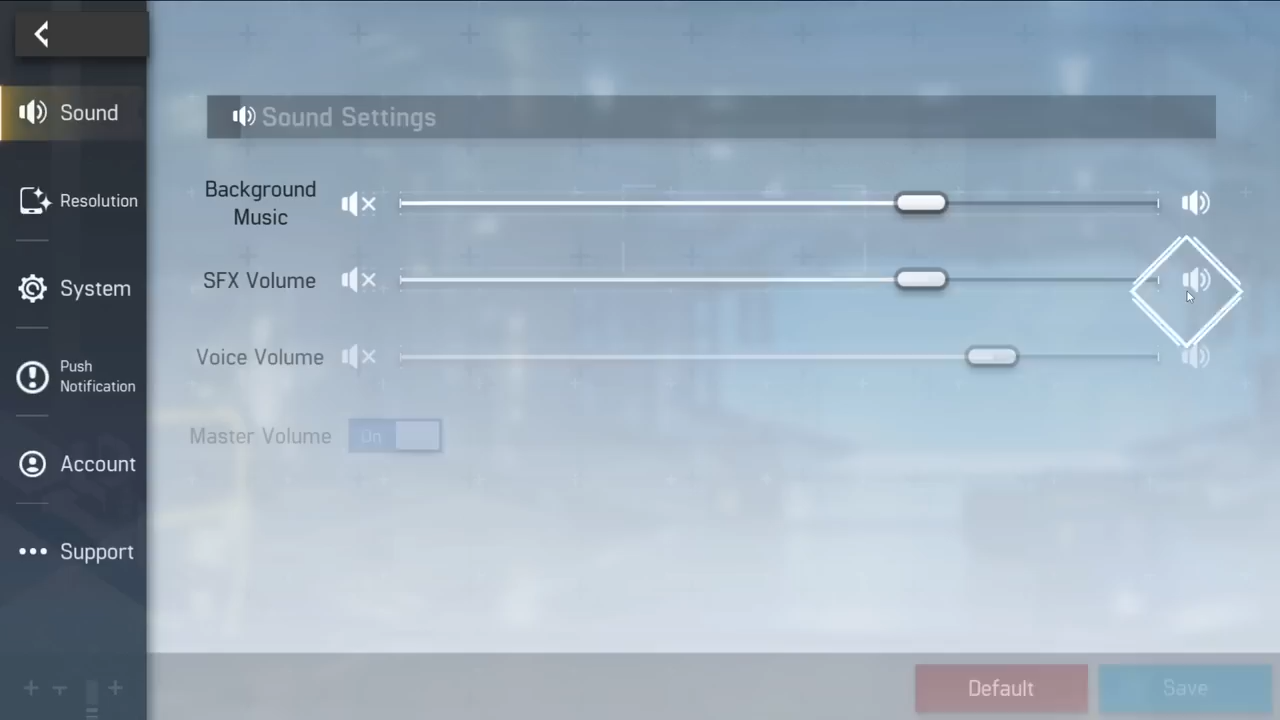 Sound
Resolution
System
Push
Notification
Account
Support
Sound Settings
Background
Music
SFX Volume
Voice Volume
Master Volume
On
Default
Save